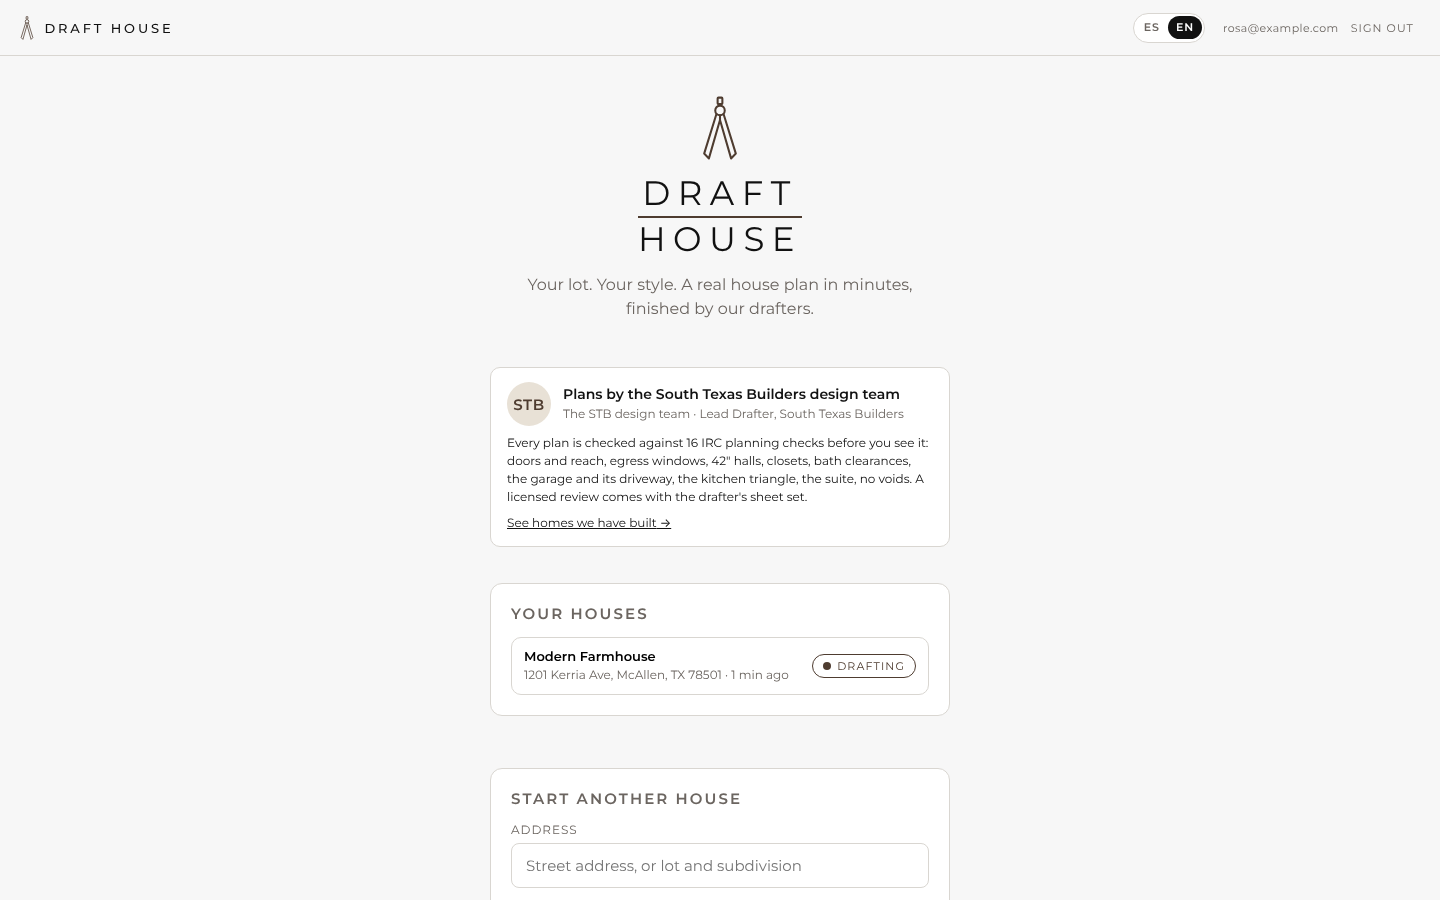 DRAFT HOUSE
ES EN rosa@example.com SIGN OUT
DRAFT
HOUSE
Your lot. Your style. A real house plan in minutes,
finished by our drafters.
STB
Plans by the South Texas Builders design team
The STB design team · Lead Drafter, South Texas Builders
Every plan is checked against 16 IRC planning checks before you see it:
doors and reach, egress windows, 42" halls, closets, bath clearances,
the garage and its driveway, the kitchen triangle, the suite, no voids. A
licensed review comes with the drafter's sheet set.
See homes we have built →
YOUR HOUSES
Modern Farmhouse
1201 Kerria Ave, McAllen, TX 78501 · 1 min ago
DRAFTING
START ANOTHER HOUSE
ADDRESS
Street address, or lot and subdivision